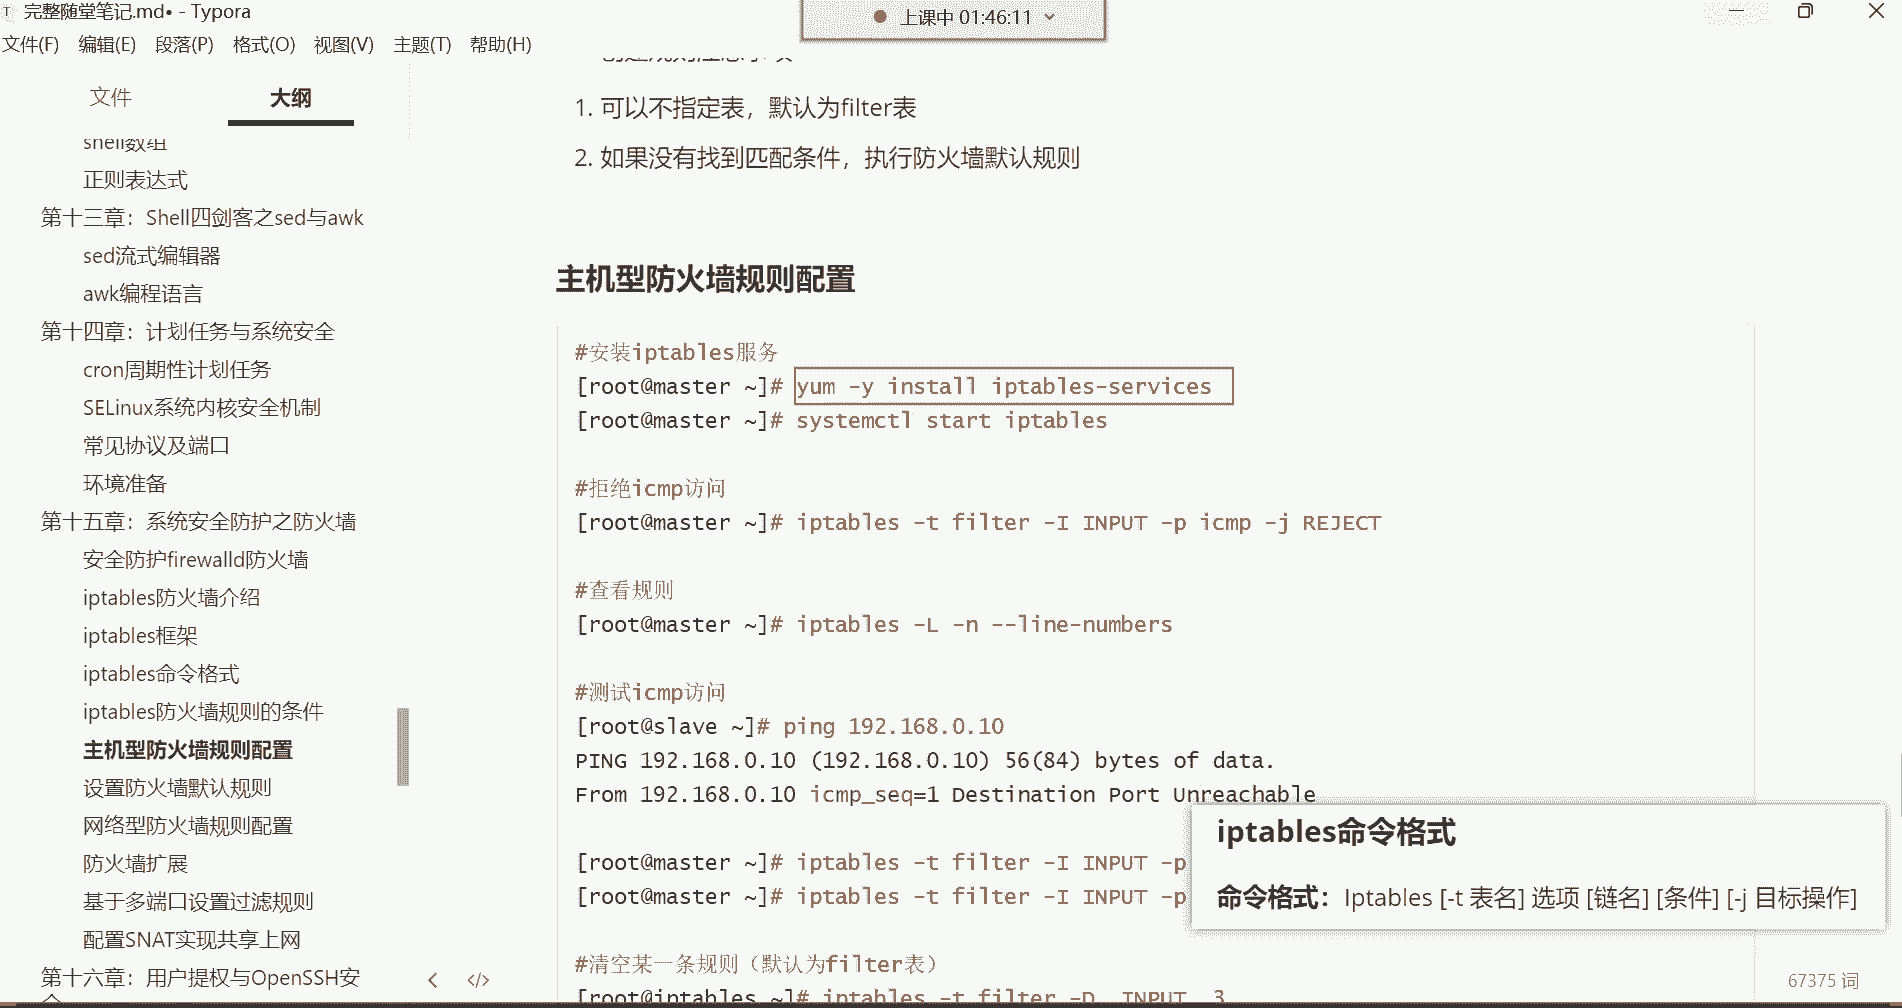 完整随堂笔记.md• - Typora
上课中 01:46:11
文件(F) 编辑(E) 段落(P) 格式(O) 视图(V) 主题(T) 帮助(H)
文件 大纲
shell数组
正则表达式
第十三章：Shell四剑客之sed与awk
sed流式编辑器
awk编程语言
第十四章：计划任务与系统安全
cron周期性计划任务
SELinux系统内核安全机制
常见协议及端口
环境准备
第十五章：系统安全防护之防火墙
安全防护firewalld防火墙
iptables防火墙介绍
iptables框架
iptables命令格式
iptables防火墙规则的条件
主机型防火墙规则配置
设置防火墙默认规则
网络型防火墙规则配置
防火墙扩展
基于多端口设置过滤规则
配置SNAT实现共享上网
第十六章：用户提权与OpenSSH安
1. 可以不指定表，默认为filter表
2. 如果没有找到匹配条件，执行防火墙默认规则
主机型防火墙规则配置
#安装iptables服务
[root@master ~]# yum -y install iptables-services
[root@master ~]# systemctl start iptables
#拒绝icmp访问
[root@master ~]# iptables -t filter -I INPUT -p icmp -j REJECT
#查看规则
[root@master ~]# iptables -L -n --line-numbers
#测试icmp访问
[root@slave ~]# ping 192.168.0.10
PING 192.168.0.10 (192.168.0.10) 56(84) bytes of data.
From 192.168.0.10 icmp_seq=1 Destination Port Unreachable
[root@master ~]# iptables -t filter -I INPUT -p
[root@master ~]# iptables -t filter -I INPUT -p
#清空某一条规则（默认为filter表）
[root@iptables ~]# iptables -t filter -D INPUT 3
iptables命令格式
命令格式：Iptables [-t 表名] 选项 [链名] [条件] [-j 目标操作]
67375 词